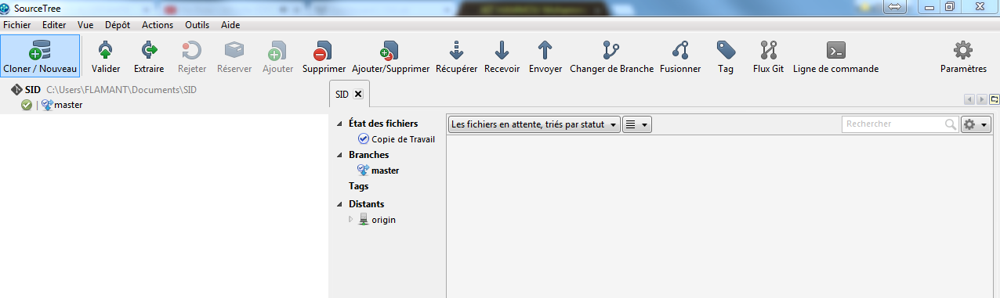 SourceTree
Fichier Editer Vue Dépôt Actions Outils Aide
Cloner / Nouveau Valider Extraire Rejeter Réserver Ajouter Supprimer Ajouter/Supprimer Récupérer Recevoir Envoyer Changer de Branche Fusionner Tag Flux Git Ligne de commande Paramètres
SID C:\Users\FLAMANT\Documents\SID
master
SID
État des fichiers
Copie de Travail
Branches
master
Tags
Distants
origin
Les fichiers en attente, triés par statut
Rechercher